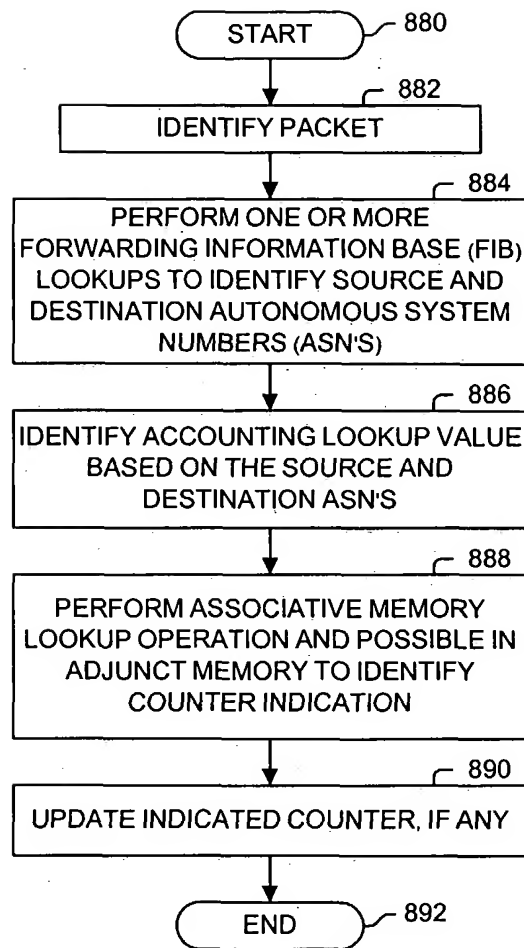 START
880
882
IDENTIFY PACKET
884
PERFORM ONE OR MORE
FORWARDING INFORMATION BASE (FIB)
LOOKUPS TO IDENTIFY SOURCE AND
DESTINATION AUTONOMOUS SYSTEM
NUMBERS (ASN'S)
886
IDENTIFY ACCOUNTING LOOKUP VALUE
BASED ON THE SOURCE AND
DESTINATION ASN'S
888
PERFORM ASSOCIATIVE MEMORY
LOOKUP OPERATION AND POSSIBLE IN
ADJUNCT MEMORY TO IDENTIFY
COUNTER INDICATION
890
UPDATE INDICATED COUNTER, IF ANY
END
892